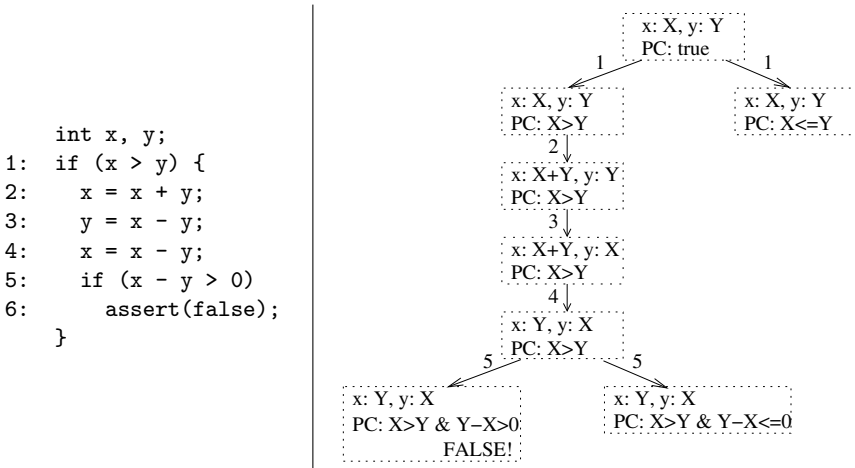 int x, y;
1: if (x > y) {
2: x = x + y;
3: y = x - y;
4: x = x - y;
5: if (x - y > 0)
6: assert(false);
}
x: X, y: Y
PC: true
1
1
x: X, y: Y
PC: X>Y
x: X, y: Y
PC: X<=Y
2
x: X+Y, y: Y
PC: X>Y
3
x: X+Y, y: X
PC: X>Y
4
x: Y, y: X
PC: X>Y
5
5
x: Y, y: X
PC: X>Y & Y−X>0
FALSE!
x: Y, y: X
PC: X>Y & Y−X<=0